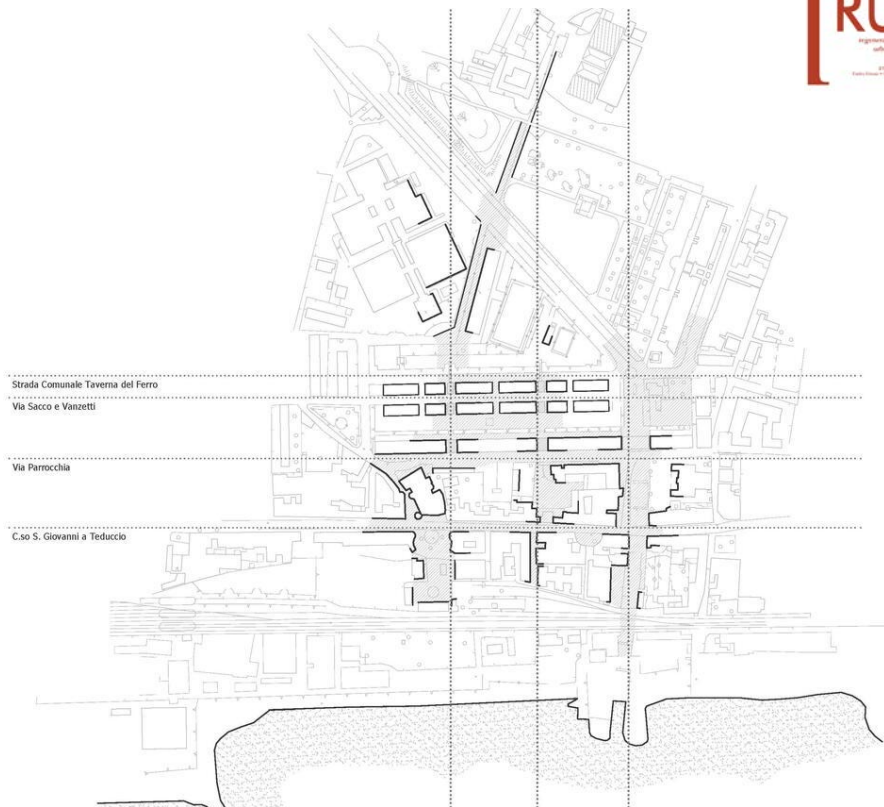 RU
Strada Comunale Taverna del Ferro
Via Sacco e Vanzetti
Via Parrocchia
C.so S. Giovanni a Teduccio